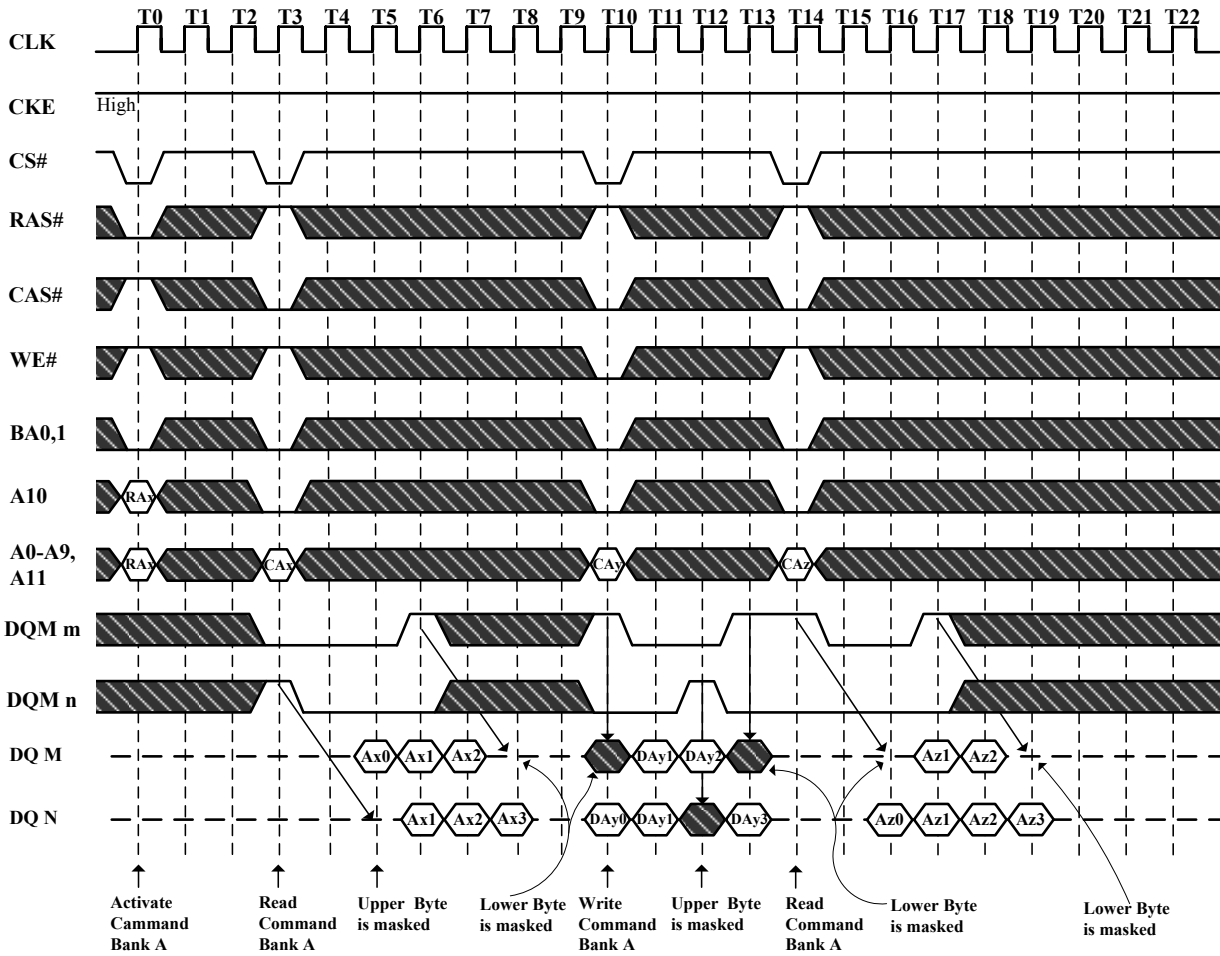 T0 T1 T2 T3 T4 T5 T6 T7 T8 T9 T10 T11 T12 T13 T14 T15 T16 T17 T18 T19 T20 T21 T22
CLK
CKE High
CS#
RAS#
CAS#
WE#
BA0,1
A10 RAx
A0-A9,
A11 RAx CAx CAy CAz
DQM m
DQM n
DQ M Ax0 Ax1 Ax2 DAy1 DAy2 Az1 Az2
DQ N Ax1 Ax2 Ax3 DAy0 DAy1 DAy3 Az0 Az1 Az2 Az3
Activate
Cammand
Bank A
Read
Command
Bank A
Upper Byte
is masked
Lower Byte
is masked
Write
Command
Bank A
Upper Byte
is masked
Read
Command
Bank A
Lower Byte
is masked
Lower Byte
is masked